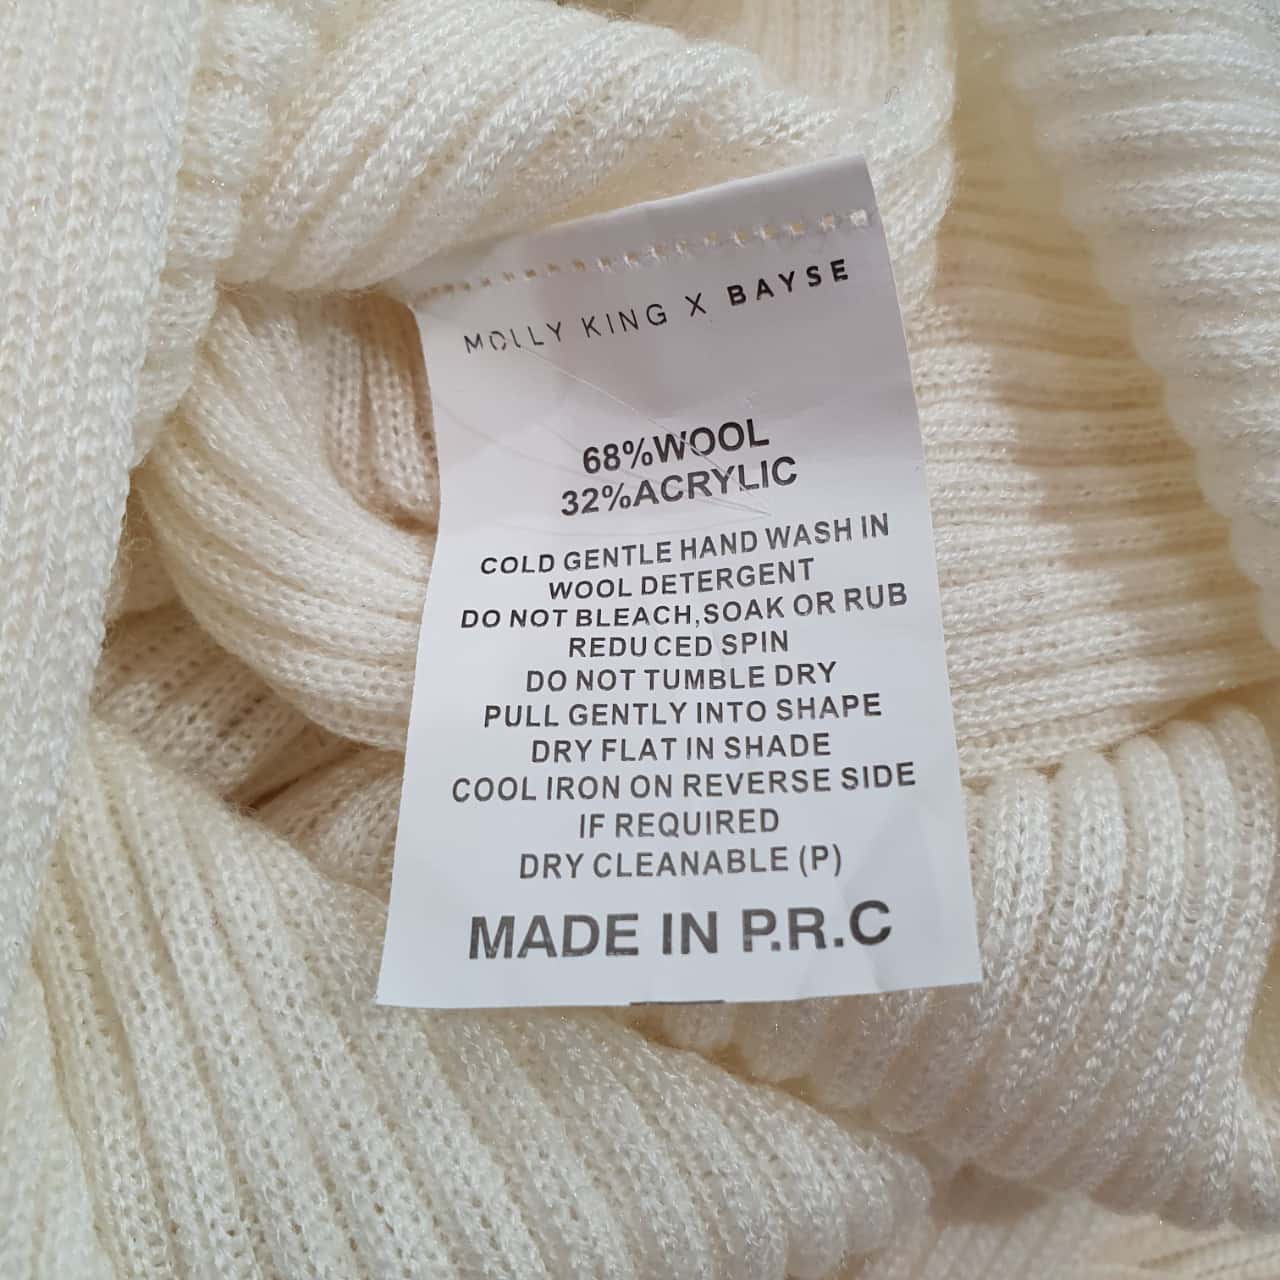 MOLLY KING X BAYSE
68%WOOL
32%ACRYLIC
COLD GENTLE HAND WASH IN
WOOL DETERGENT
DO NOT BLEACH,SOAK OR RUB
REDUCED SPIN
DO NOT TUMBLE DRY
PULL GENTLY INTO SHAPE
DRY FLAT IN SHADE
COOL IRON ON REVERSE SIDE
IF REQUIRED
DRY CLEANABLE (P)
MADE IN P.R.C